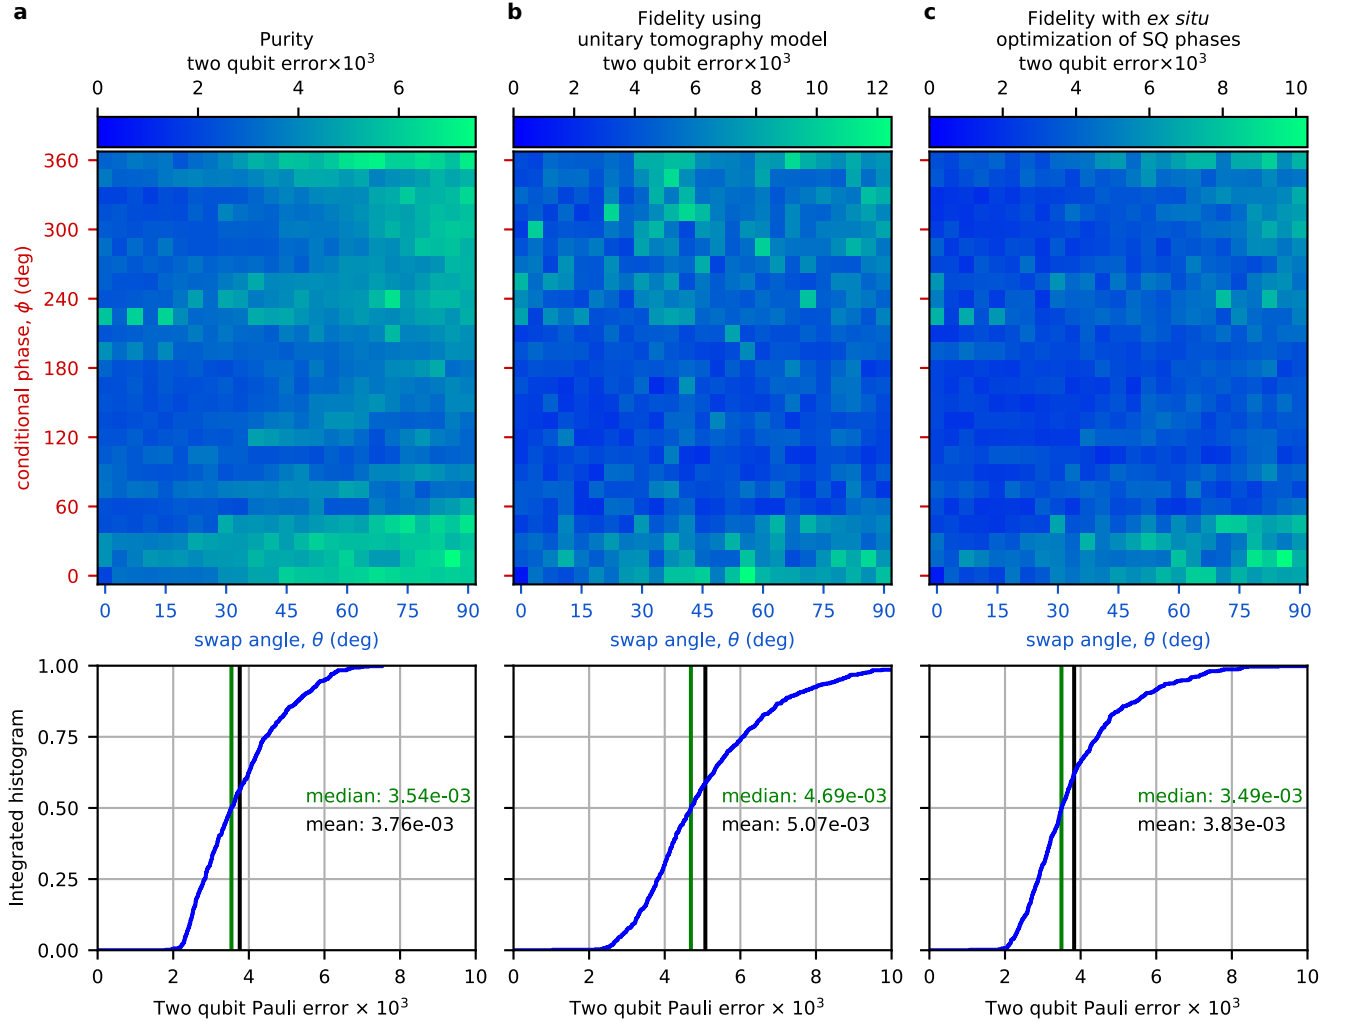 a
Purity
two qubit error×10³
0 2 4 6
b
Fidelity using
unitary tomography model
two qubit error×10³
0 2 4 6 8 10 12
c
Fidelity with ex situ
optimization of SQ phases
two qubit error×10³
0 2 4 6 8 10
conditional phase, ϕ (deg)
360
300
240
180
120
60
0
0 15 30 45 60 75 90
swap angle, θ (deg)
0 15 30 45 60 75 90
swap angle, θ (deg)
0 15 30 45 60 75 90
swap angle, θ (deg)
Integrated histogram
1.00
0.75
0.50
0.25
0.00
median: 3.54e-03
mean: 3.76e-03
0 2 4 6 8 10
Two qubit Pauli error × 10³
median: 4.69e-03
mean: 5.07e-03
0 2 4 6 8 10
Two qubit Pauli error × 10³
median: 3.49e-03
mean: 3.83e-03
0 2 4 6 8 10
Two qubit Pauli error × 10³